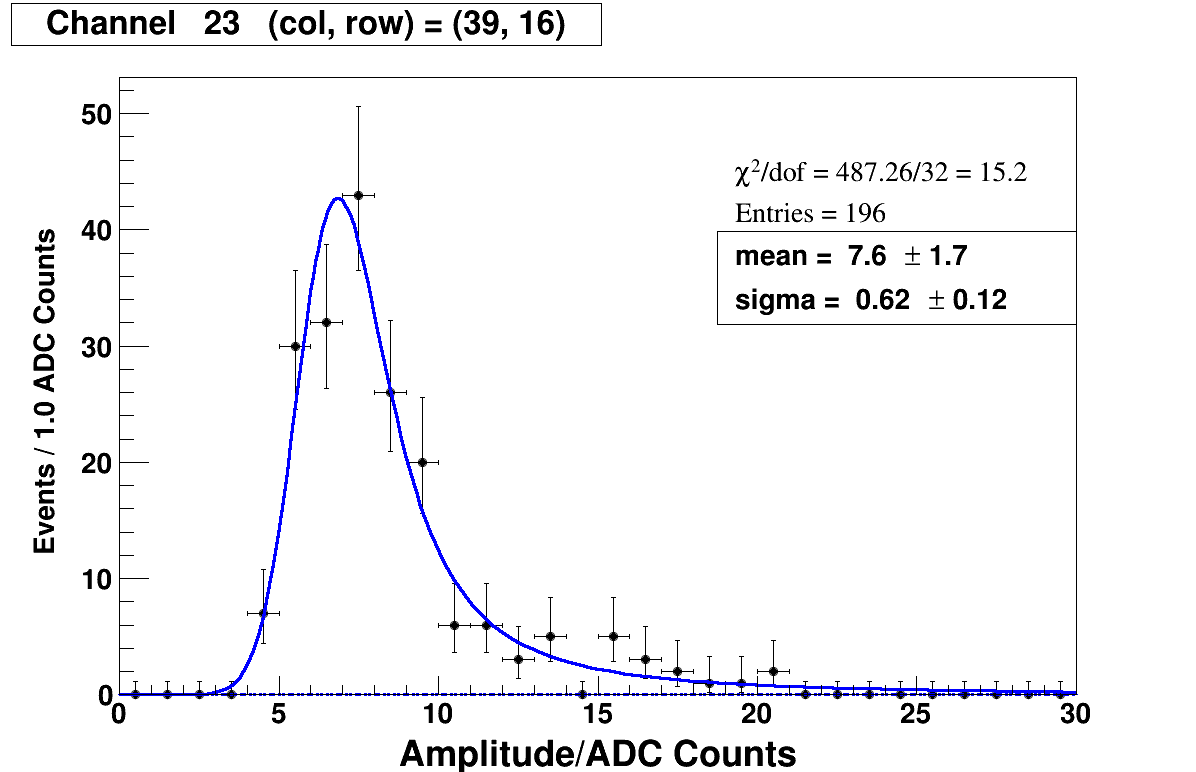 Channel 23 (col, row) = (39, 16)
50
40
30
20
10
0
Events / 1.0 ADC Counts
χ²/dof = 487.26/32 = 15.2
Entries = 196
mean = 7.6 ± 1.7
sigma = 0.62 ± 0.12
0 5 10 15 20 25 30
Amplitude/ADC Counts